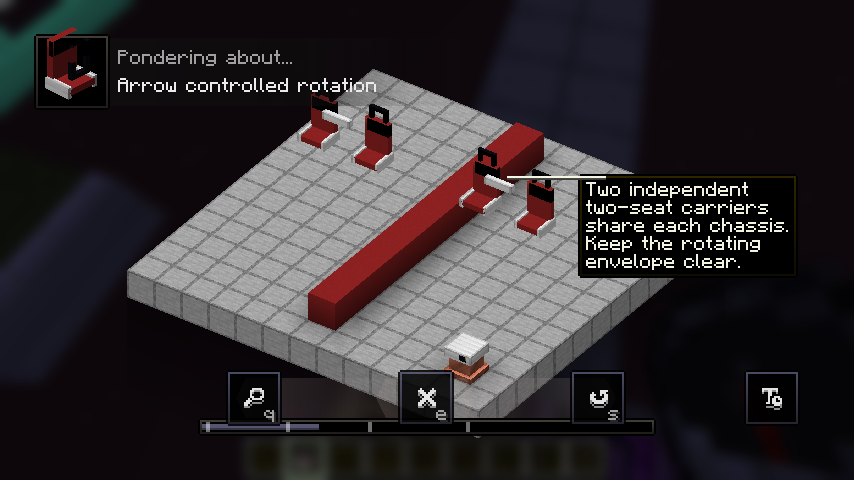 Pondering about...
Arrow controlled rotation
Two independent
two-seat carriers
share each chassis.
Keep the rotating
envelope clear.
q
e
s